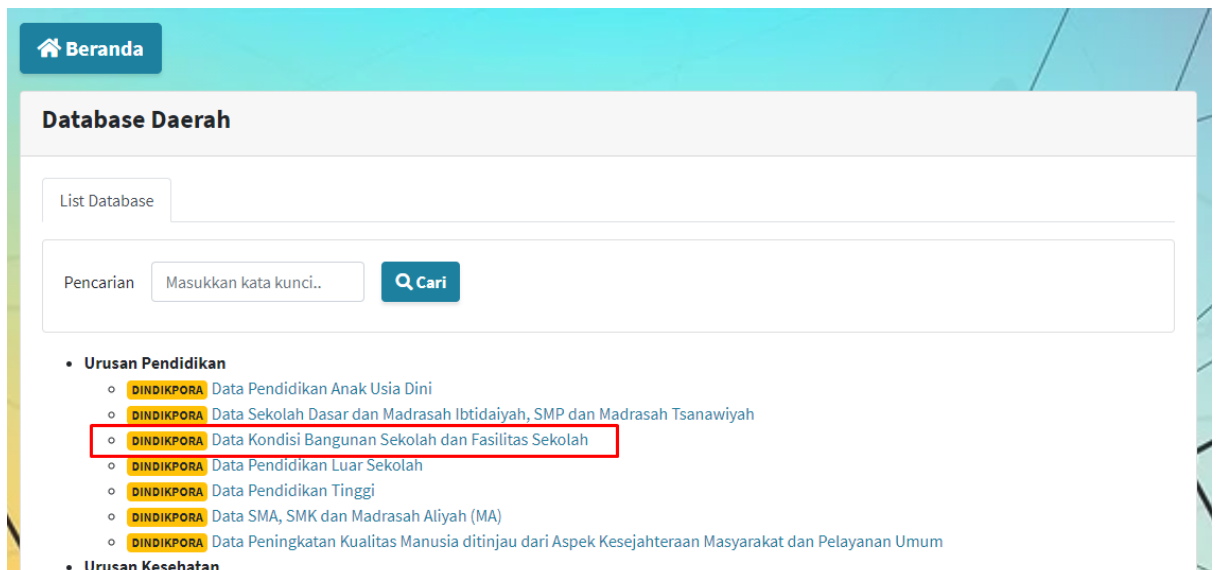 Beranda
Database Daerah
List Database
Pencarian Masukkan kata kunci.. Cari
• Urusan Pendidikan
DINDIKPORA Data Pendidikan Anak Usia Dini
DINDIKPORA Data Sekolah Dasar dan Madrasah Ibtidaiyah, SMP dan Madrasah Tsanawiyah
DINDIKPORA Data Kondisi Bangunan Sekolah dan Fasilitas Sekolah
DINDIKPORA Data Pendidikan Luar Sekolah
DINDIKPORA Data Pendidikan Tinggi
DINDIKPORA Data SMA, SMK dan Madrasah Aliyah (MA)
DINDIKPORA Data Peningkatan Kualitas Manusia ditinjau dari Aspek Kesejahteraan Masyarakat dan Pelayanan Umum
• Urusan Kesehatan